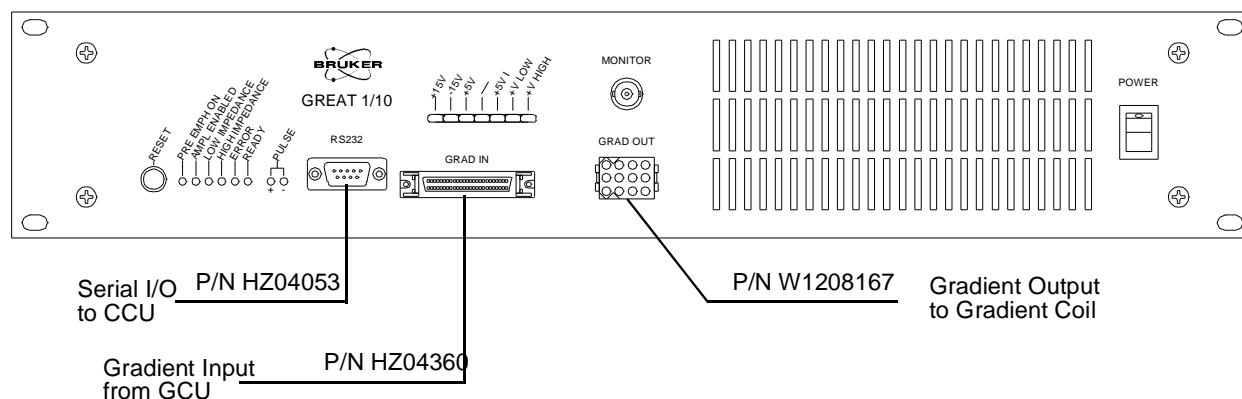 BRUKER
GREAT 1/10
RESET
PRE EMPH ON
AMPL ENABLED
LOW IMPEDANCE
HIGH IMPEDANCE
ERROR
READY
PULSE
+ -
RS232
+15V
-15V
+5V
/
+5V I
+V LOW
+V HIGH
GRAD IN
MONITOR
GRAD OUT
POWER
Serial I/O
to CCU
P/N HZ04053
Gradient Input
from GCU
P/N HZ04360
P/N W1208167
Gradient Output
to Gradient Coil